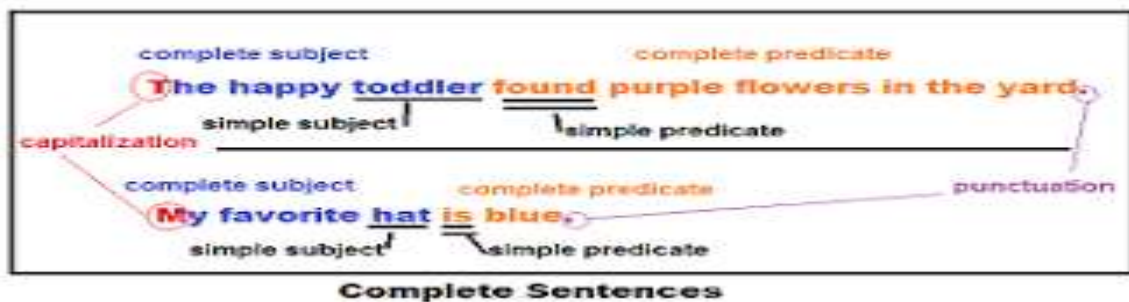 complete subject complete predicate
The happy toddler found purple flowers in the yard.
simple subject simple predicate
capitalization
complete subject complete predicate punctuation
My favorite hat is blue.
simple subject simple predicate
Complete Sentences